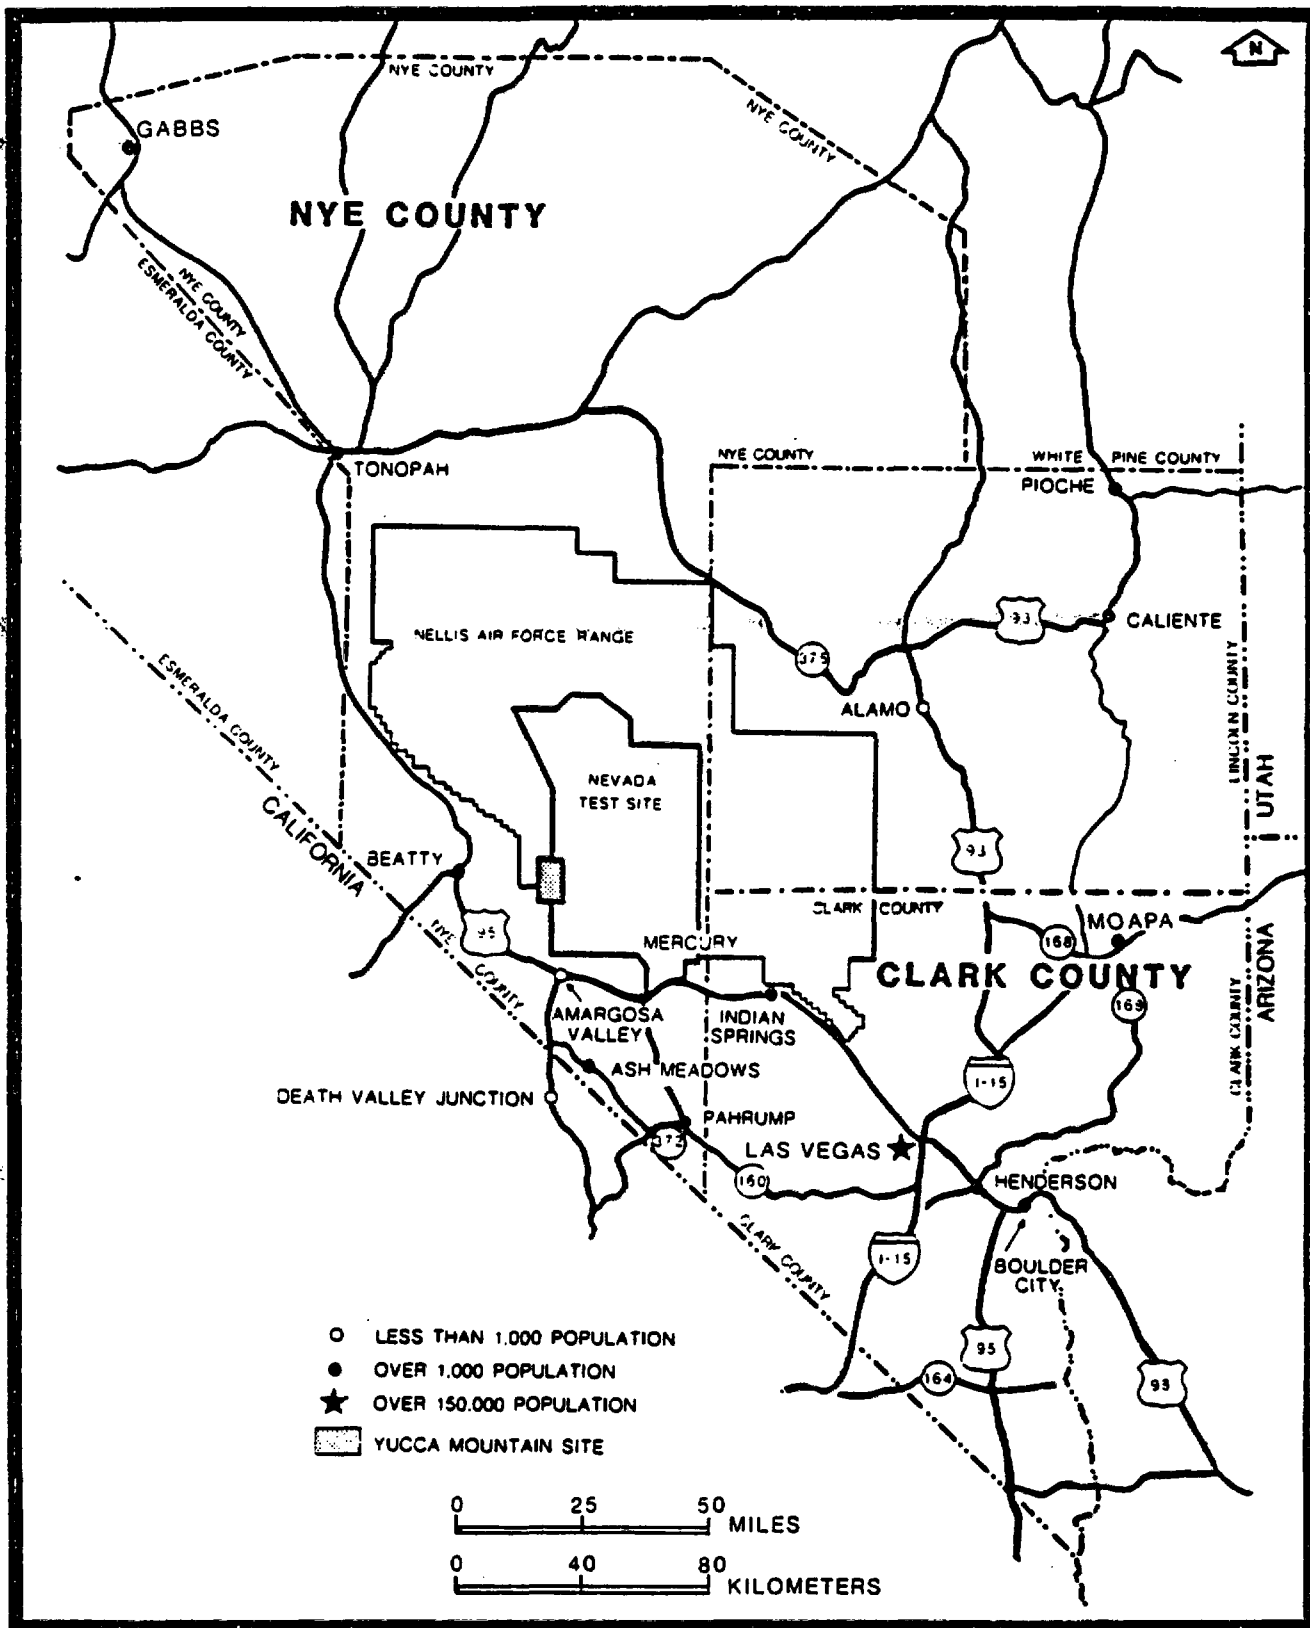 N
NYE COUNTY
NYE COUNTY
GABBS
NYE COUNTY
NYE COUNTY
ESMERALDA COUNTY
TONOPAH
NYE COUNTY
WHITE PINE COUNTY
PIOCHE
NELLIS AIR FORCE RANGE
93
CALIENTE
375
ESMERALDA COUNTY
CALIFORNIA
ALAMO
LINCOLN COUNTY
UTAH
NEVADA
TEST SITE
93
BEATTY
CLARK COUNTY
95
NYE COUNTY
MERCURY
168
MOAPA
CLARK COUNTY
169
CLARK COUNTY
ARIZONA
AMARGOSA
VALLEY
INDIAN
SPRINGS
ASH MEADOWS
I-15
DEATH VALLEY JUNCTION
PAHRUMP
372
LAS VEGAS
160
HENDERSON
CLARK COUNTY
I-15
BOULDER
CITY
95
164
93
LESS THAN 1,000 POPULATION
OVER 1,000 POPULATION
OVER 150,000 POPULATION
YUCCA MOUNTAIN SITE
0 25 50
MILES
0 40 80
KILOMETERS